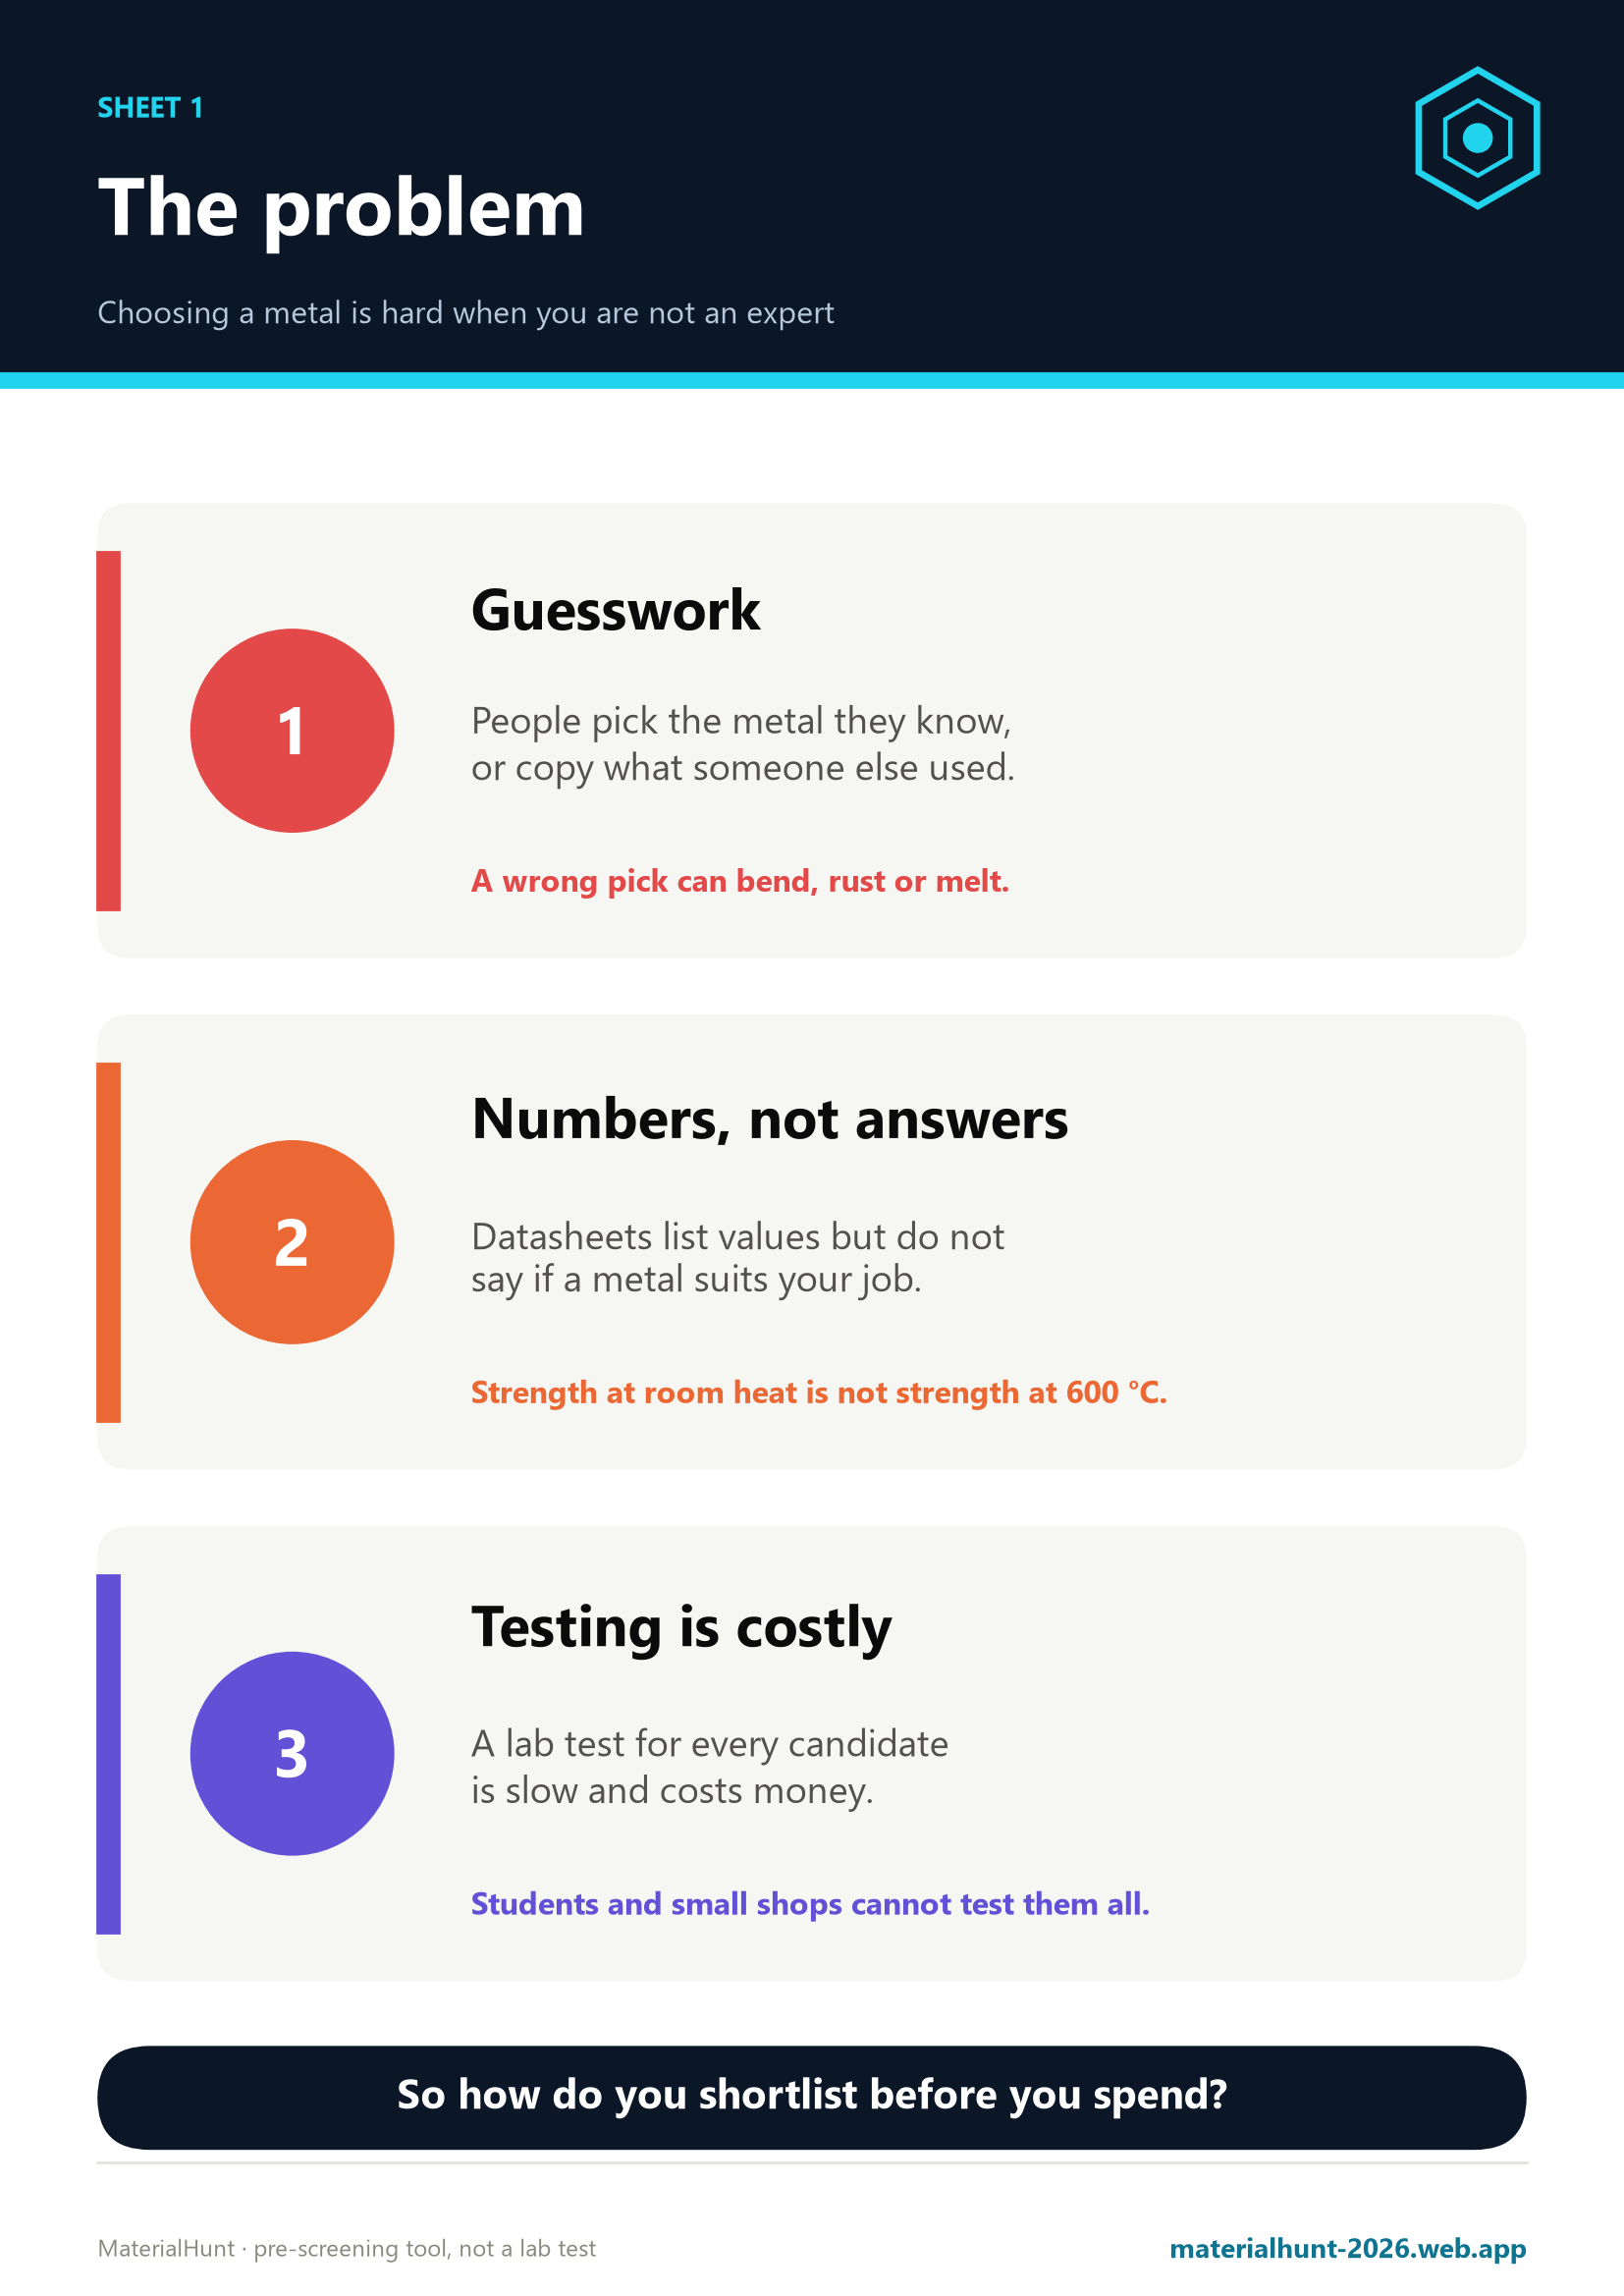 SHEET 1
The problem
Choosing a metal is hard when you are not an expert
1
Guesswork
People pick the metal they know,
or copy what someone else used.
A wrong pick can bend, rust or melt.
2
Numbers, not answers
Datasheets list values but do not
say if a metal suits your job.
Strength at room heat is not strength at 600 °C.
3
Testing is costly
A lab test for every candidate
is slow and costs money.
Students and small shops cannot test them all.
So how do you shortlist before you spend?
MaterialHunt · pre-screening tool, not a lab test
materialhunt-2026.web.app